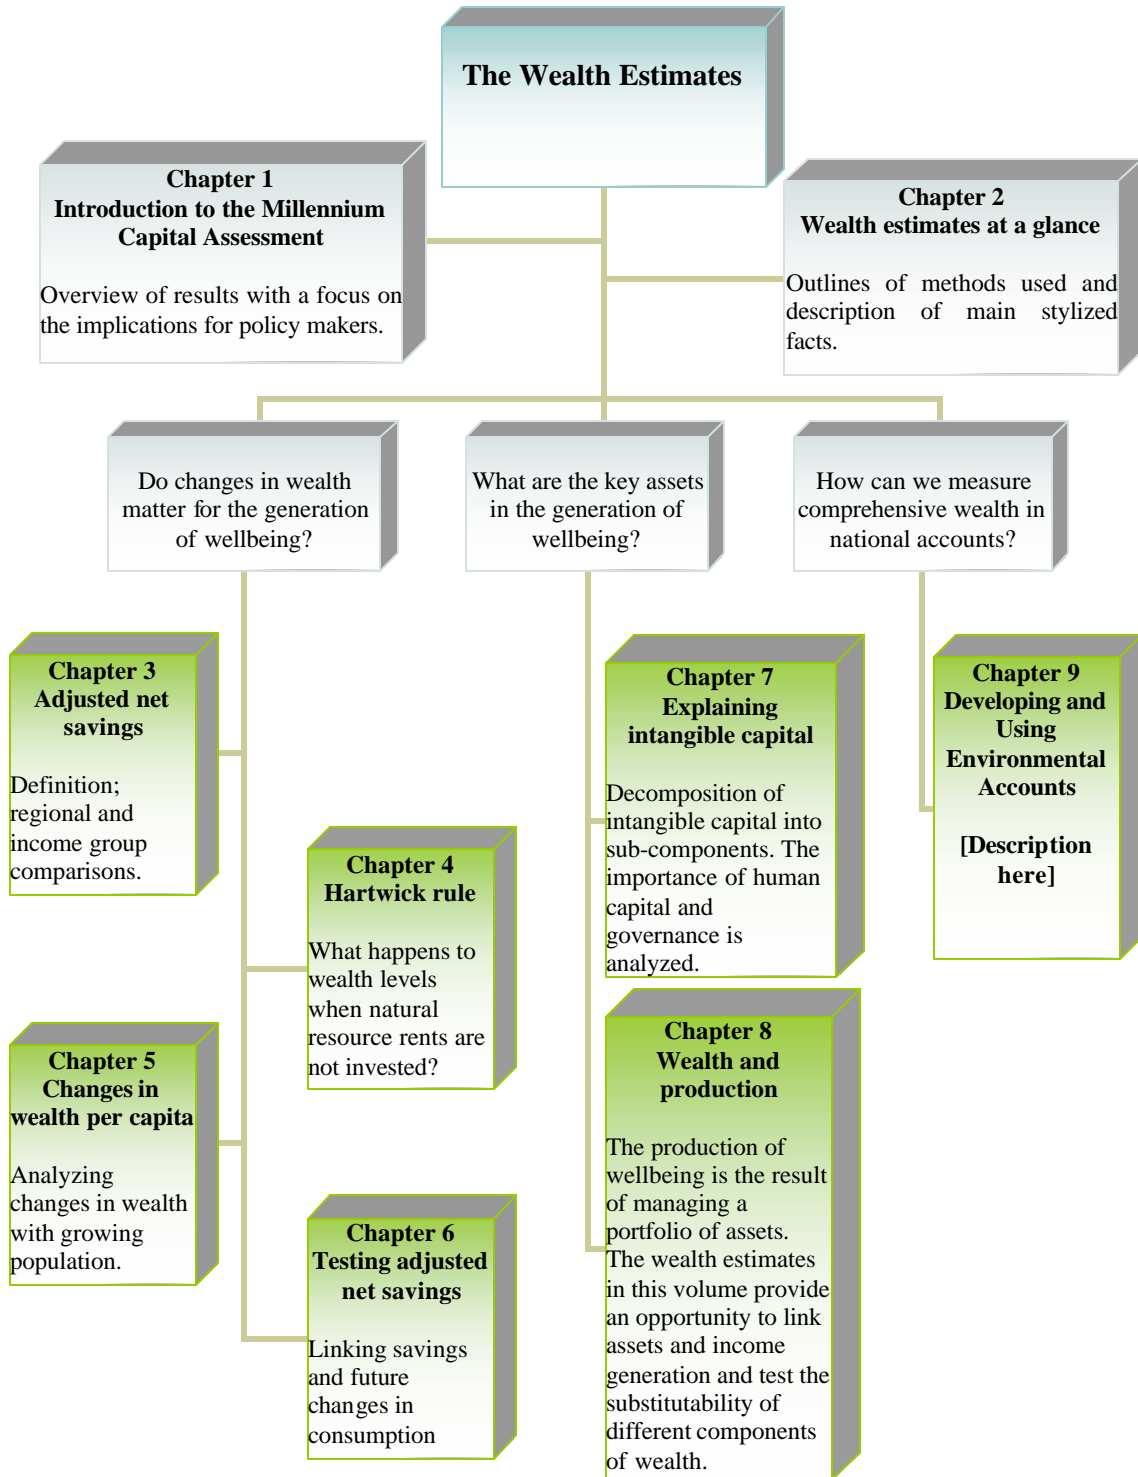 The Wealth Estimates
Chapter 1
Introduction to the Millennium
Capital Assessment
Overview of results with a focus on
the implications for policy makers.
Chapter 2
Wealth estimates at a glance
Outlines of methods used and
description of main stylized
facts.
Do changes in wealth
matter for the generation
of wellbeing?
What are the key assets
in the generation of
wellbeing?
How can we measure
comprehensive wealth in
national accounts?
Chapter 3
Adjusted net
savings
Definition;
regional and
income group
comparisons.
Chapter 4
Hartwick rule
What happens to
wealth levels
when natural
resource rents are
not invested?
Chapter 5
Changes in
wealth per capita
Analyzing
changes in wealth
with growing
population.
Chapter 6
Testing adjusted
net savings
Linking savings
and future
changes in
consumption
Chapter 7
Explaining
intangible capital
Decomposition of
intangible capital into
sub-components. The
importance of human
capital and
governance is
analyzed.
Chapter 8
Wealth and
production
The production of
wellbeing is the result
of managing a
portfolio of assets.
The wealth estimates
in this volume provide
an opportunity to link
assets and income
generation and test the
substitutability of
different components
of wealth.
Chapter 9
Developing and
Using
Environmental
Accounts
[Description
here]